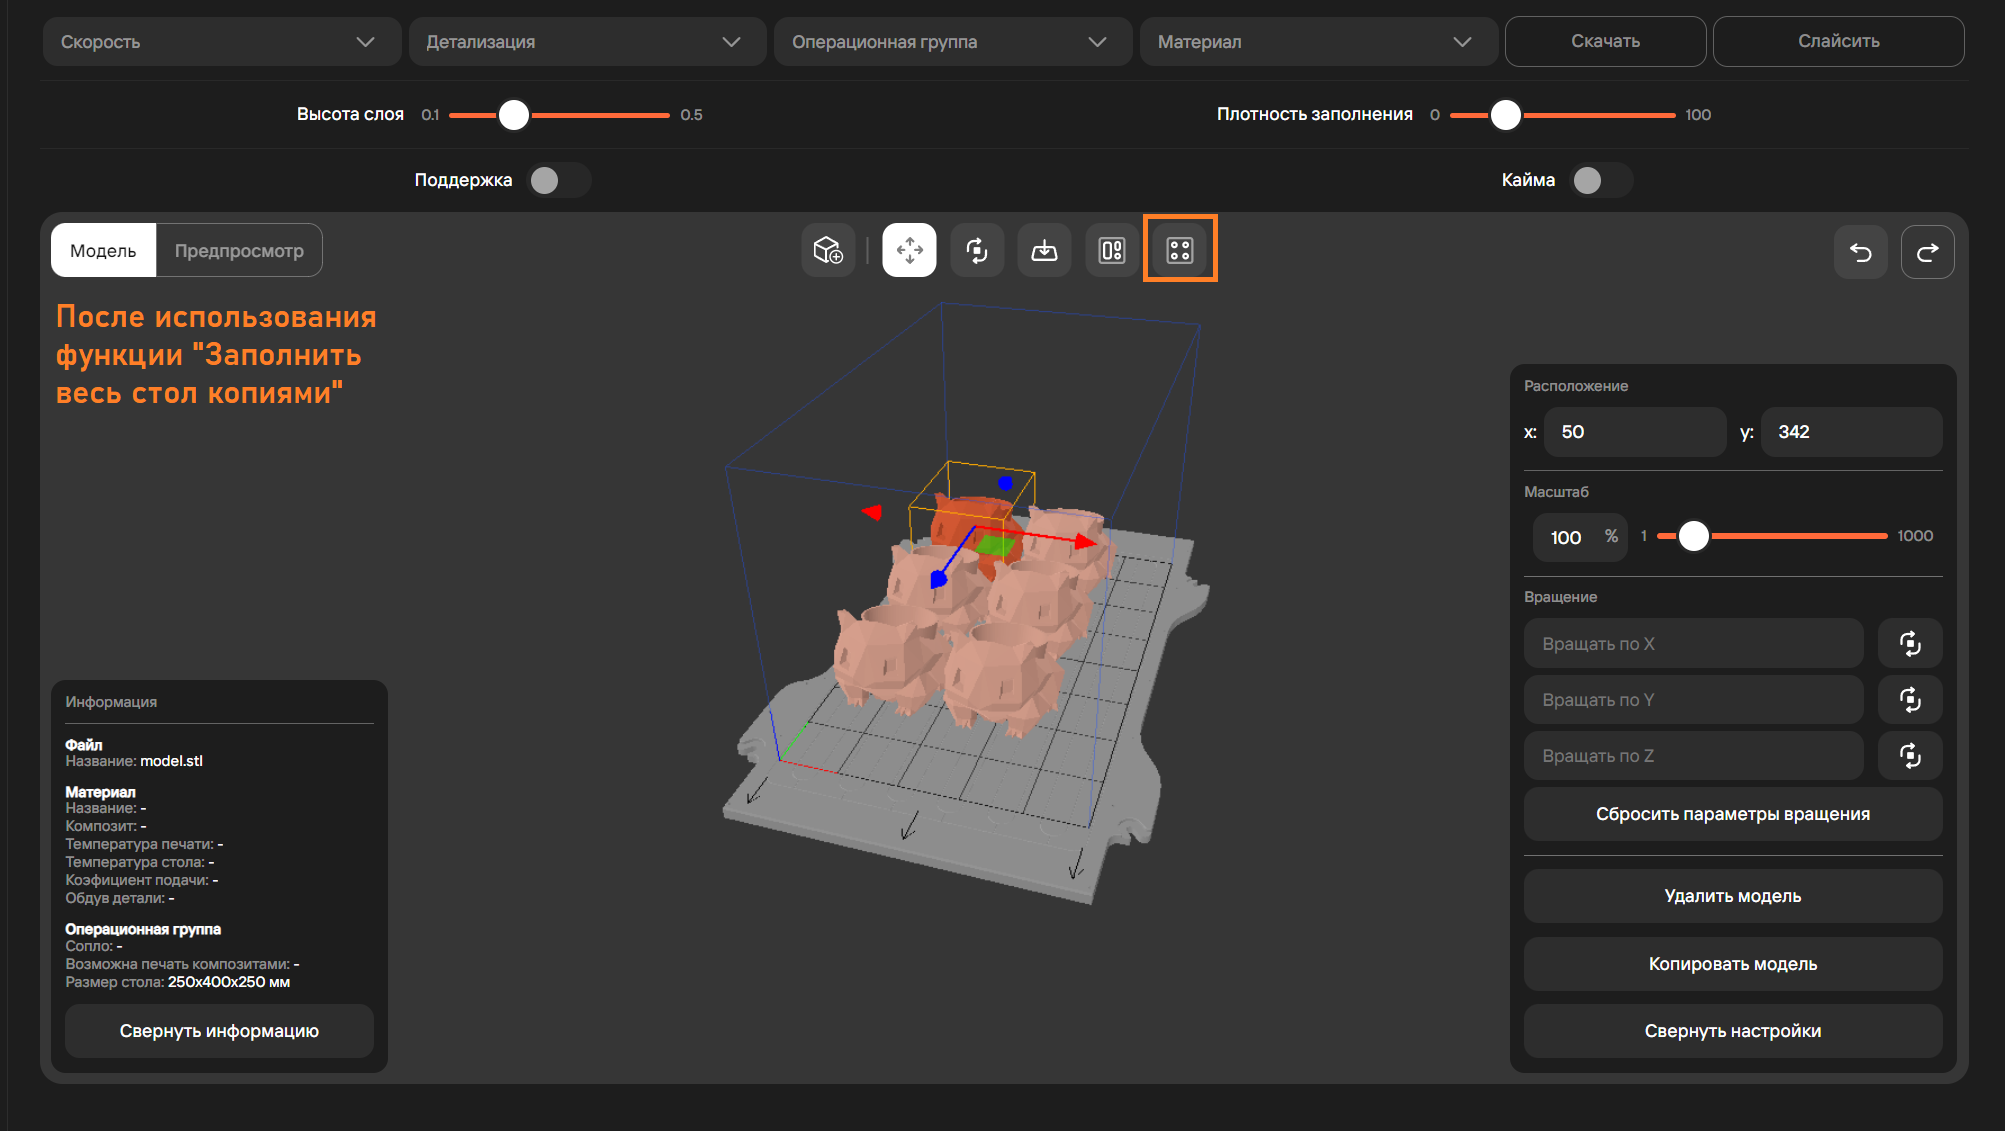 Скорость
Детализация
Операционная группа
Материал
Скачать
Слайсить
Высота слоя 0.1 0.5
Плотность заполнения 0 100
Поддержка
Кайма
Модель
Предпросмотр
После использования
функции "Заполнить
весь стол копиями"
Расположение
x: 50 y: 342
Масштаб
100 % 1 1000
Вращение
Вращать по X
Вращать по Y
Вращать по Z
Сбросить параметры вращения
Удалить модель
Копировать модель
Свернуть настройки
Информация
Файл
Название: model.stl
Материал
Название: -
Композит: -
Температура печати: -
Температура стола: -
Коэфициент подачи: -
Обдув детали: -
Операционная группа
Сопло: -
Возможна печать композитами: -
Размер стола: 250x400x250 мм
Свернуть информацию